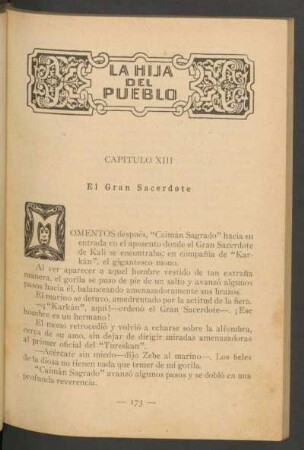 LA HIJA
DEL
PUEBLO
CAPITULO XIII
El Gran Sacerdote
MOMENTOS después, "Caimán Sagrado" hacía su
entrada en el aposento donde el Gran Sacerdote
de Kali se encontraba, en compañía de "Kar-
kán", el gigantesco mono.
Al ver aparecer a aquel hombre vestido de tan extraña
manera, el gorila se puso de pie de un salto y avanzó algunos
pasos hacia él, balanceando amenazadoramente sus brazos.
El marino se detuvo, amedrentado por la actitud de la fiera.
—¡"Karkán", aquí!—ordenó el Gran Sacerdote—. ¡Ese
hombre es un hermano!
El mono retrocedió y volvió a echarse sobre la alfombra,
cerca de su amo, sin dejar de dirigir miradas amenazadoras
al primer oficial del "Tureskan".
—Acércate sin miedo—dijo Zebe al marino—. Los fieles
de la diosa no tienen nada que temer de mi gorila.
"Caimán Sagrado" avanzó algunos pasos y se dobló en una
profunda reverencia.
— 173 —